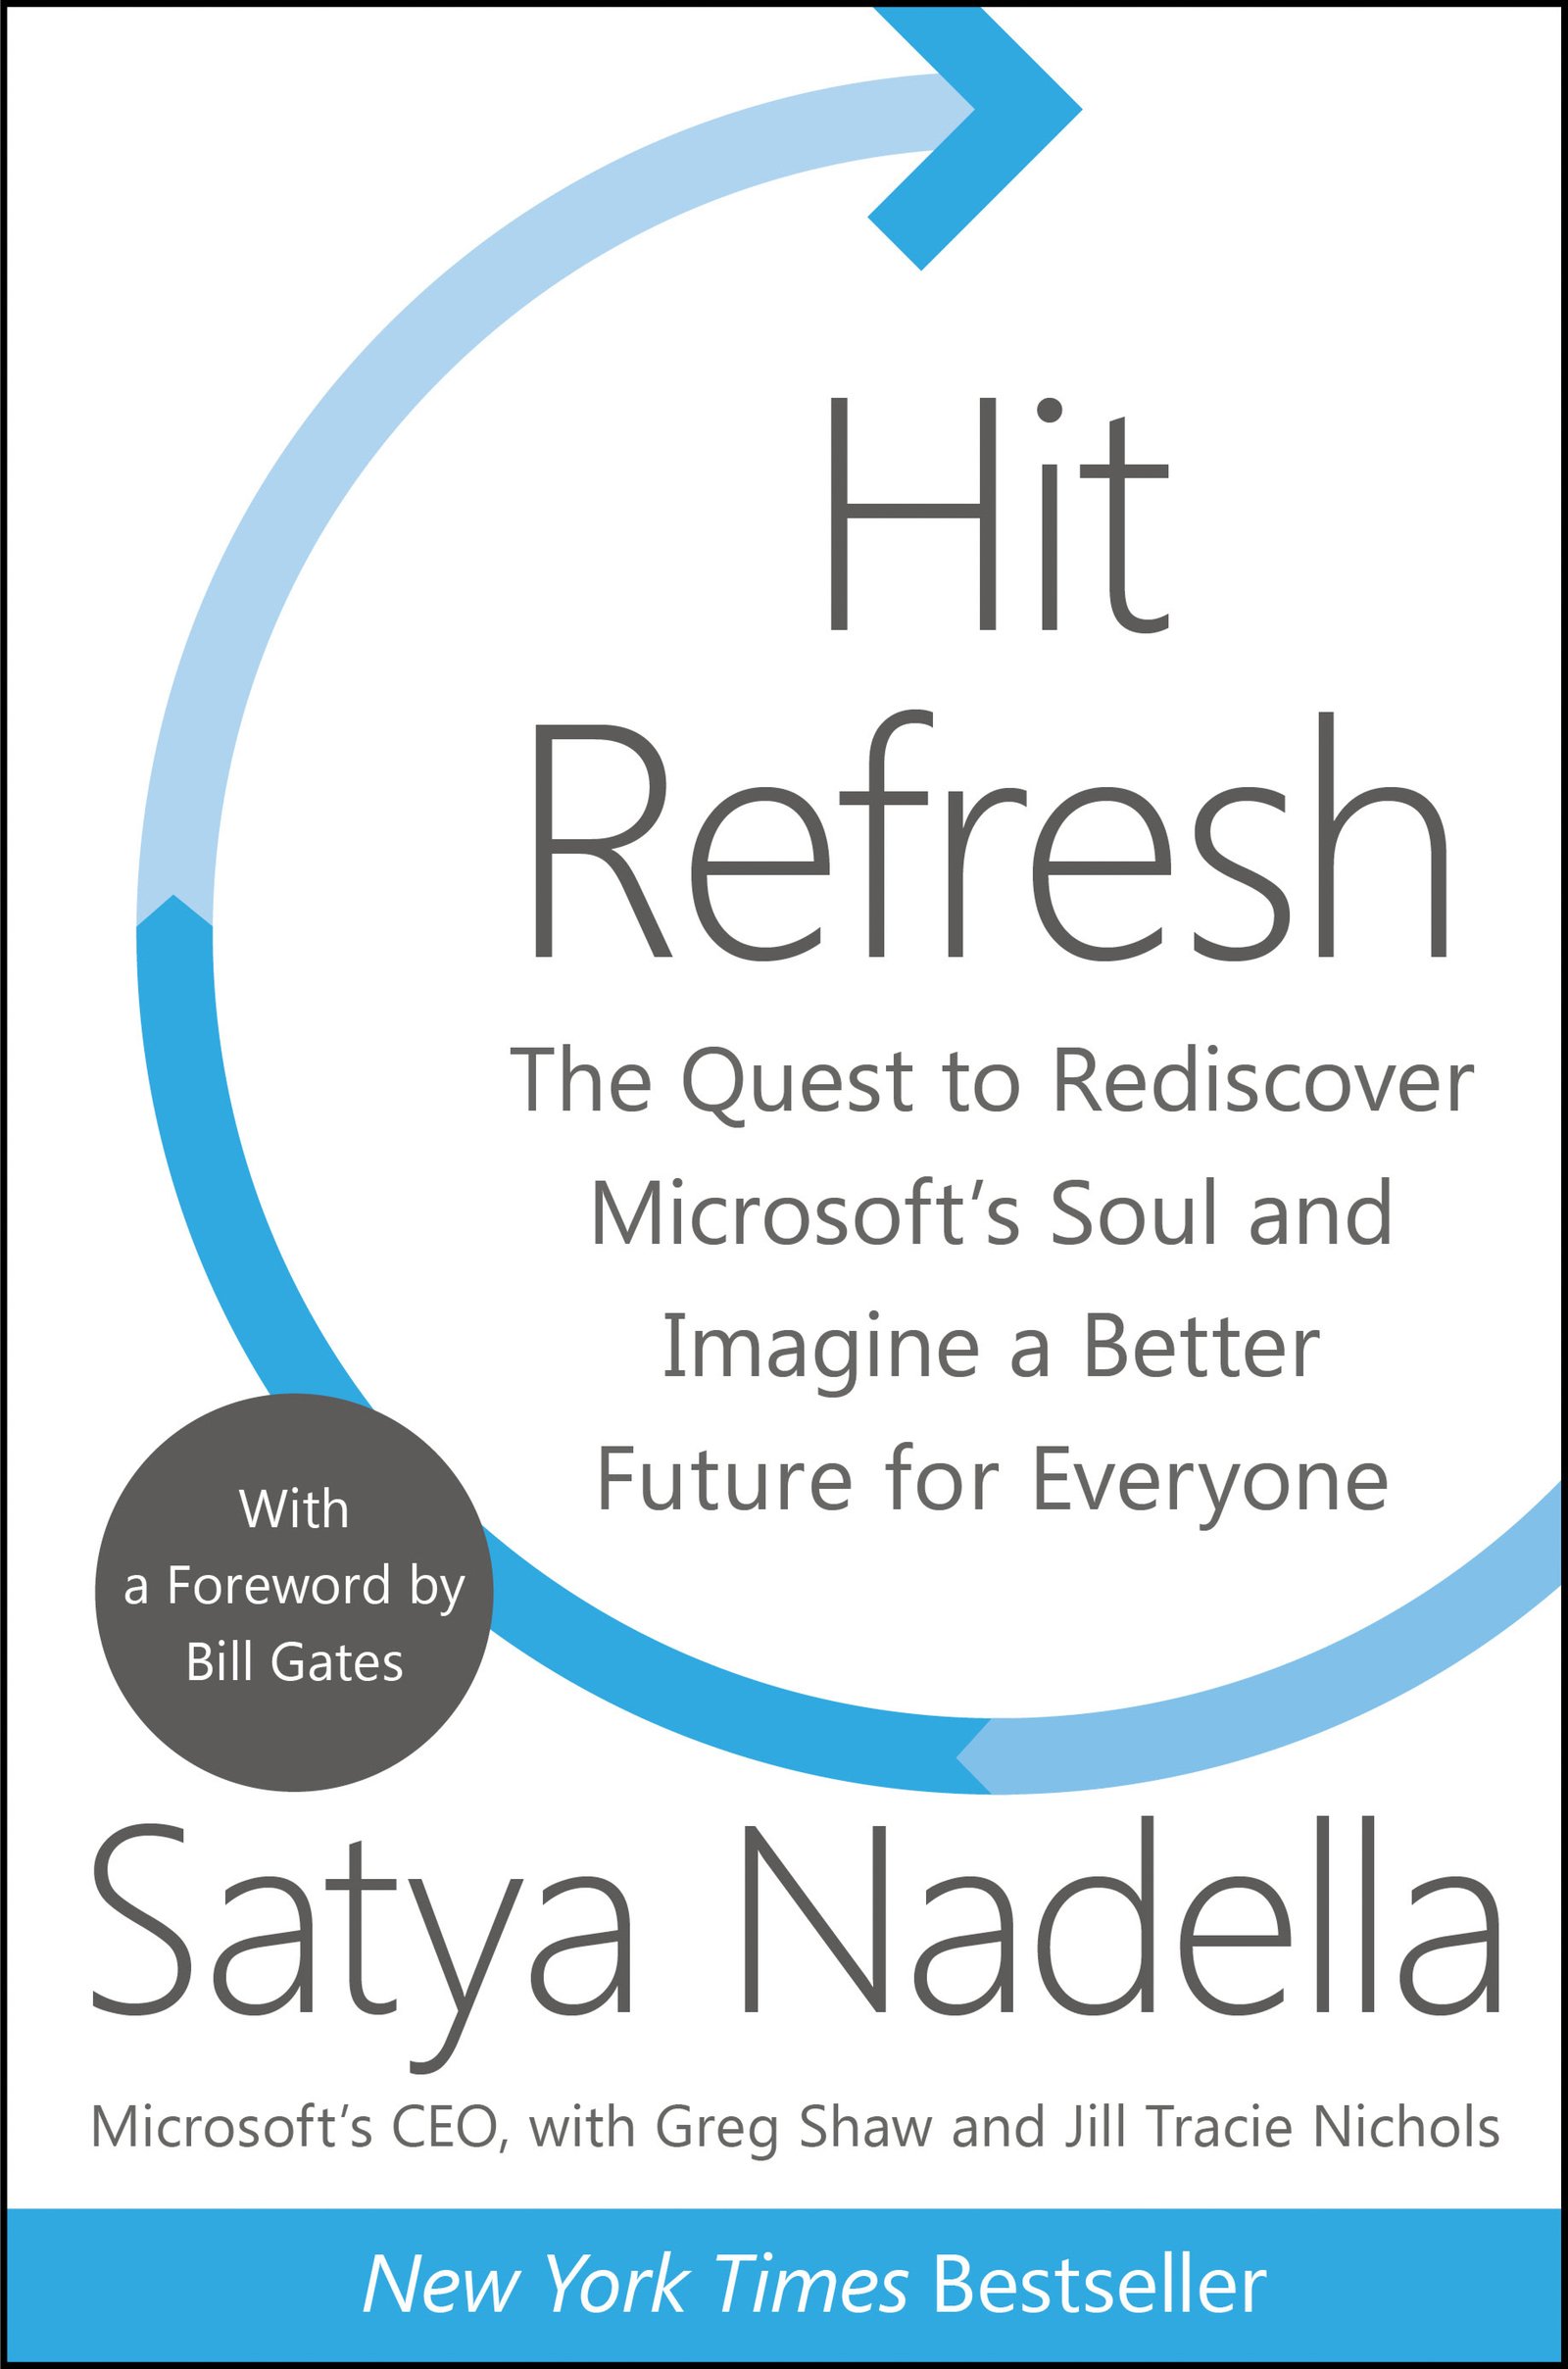 Hit
Refresh
The Quest to Rediscover
Microsoft’s Soul and
Imagine a Better
Future for Everyone
With
a Foreword by
Bill Gates
Satya Nadella
Microsoft’s CEO, with Greg Shaw and Jill Tracie Nichols
New York Times Bestseller